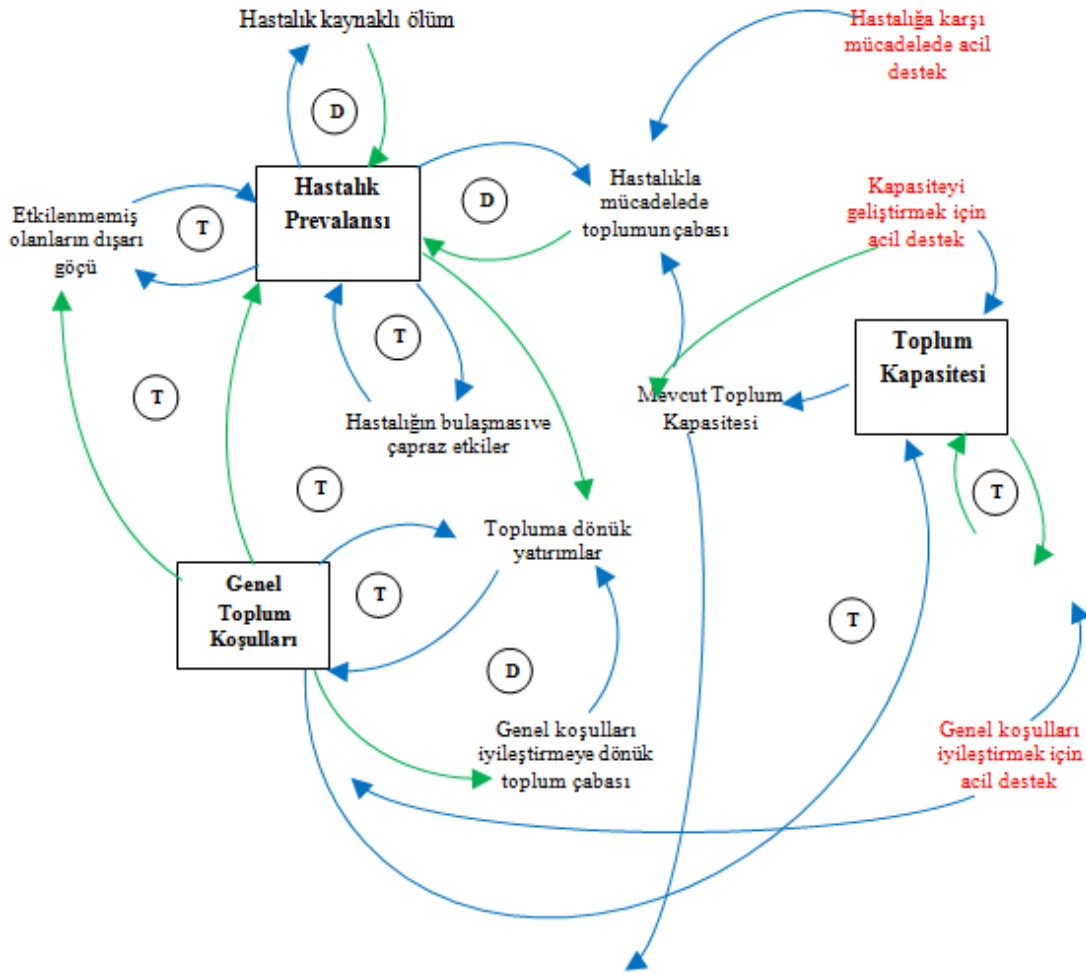 Hastalık kaynaklı ölüm
Hastalığa karşı
mücadelede acil
destek
D
Hastalık
Prevalansı
Hastalıkla
mücadelede
toplumun çabası
D
Kapasiteyi
geliştirmek için
acil destek
Etkilenmemiş
olanların dışarı
göçü
T
T
Toplum
Kapasitesi
T
Mevcut Toplum
Kapasitesi
Hastalığın bulaşması ve
çapraz etkiler
T
T
Topluma dönük
yatırımlar
Genel
Toplum
Koşulları
T
T
D
Genel koşulları
iyileştirmeye dönük
toplum çabası
Genel koşulları
iyileştirmek için
acil destek